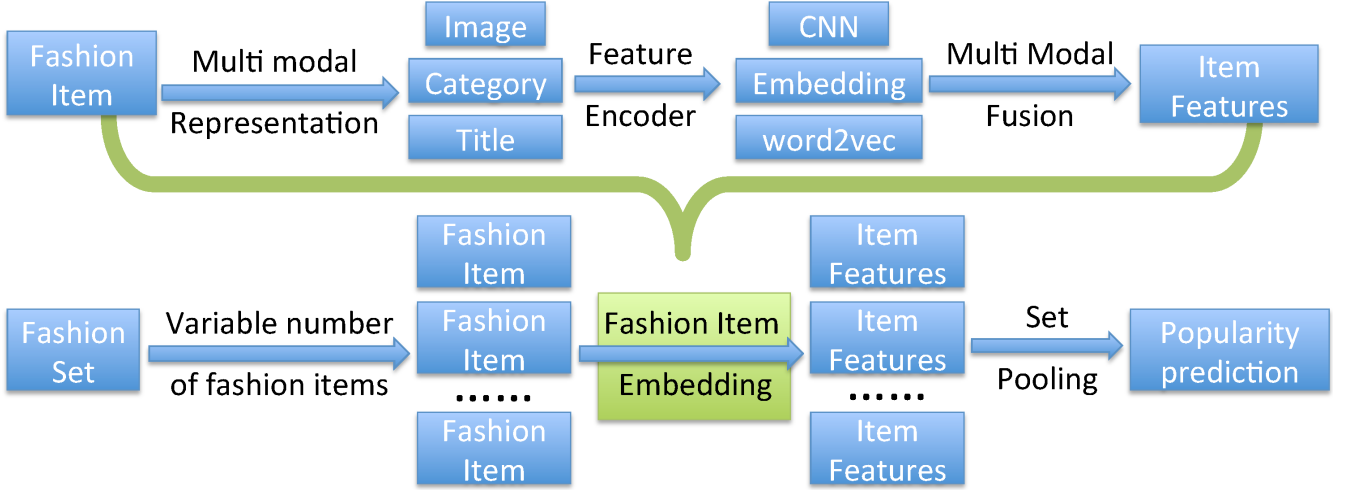 Fashion
Item
Multi modal
Representation
Image
Category
Title
Feature
Encoder
CNN
Embedding
word2vec
Multi Modal
Fusion
Item
Features
Fashion
Set
Variable number
of fashion items
Fashion
Item
Fashion
Item
......
Fashion
Item
Fashion Item
Embedding
Item
Features
Item
Features
......
Item
Features
Set
Pooling
Popularity
prediction